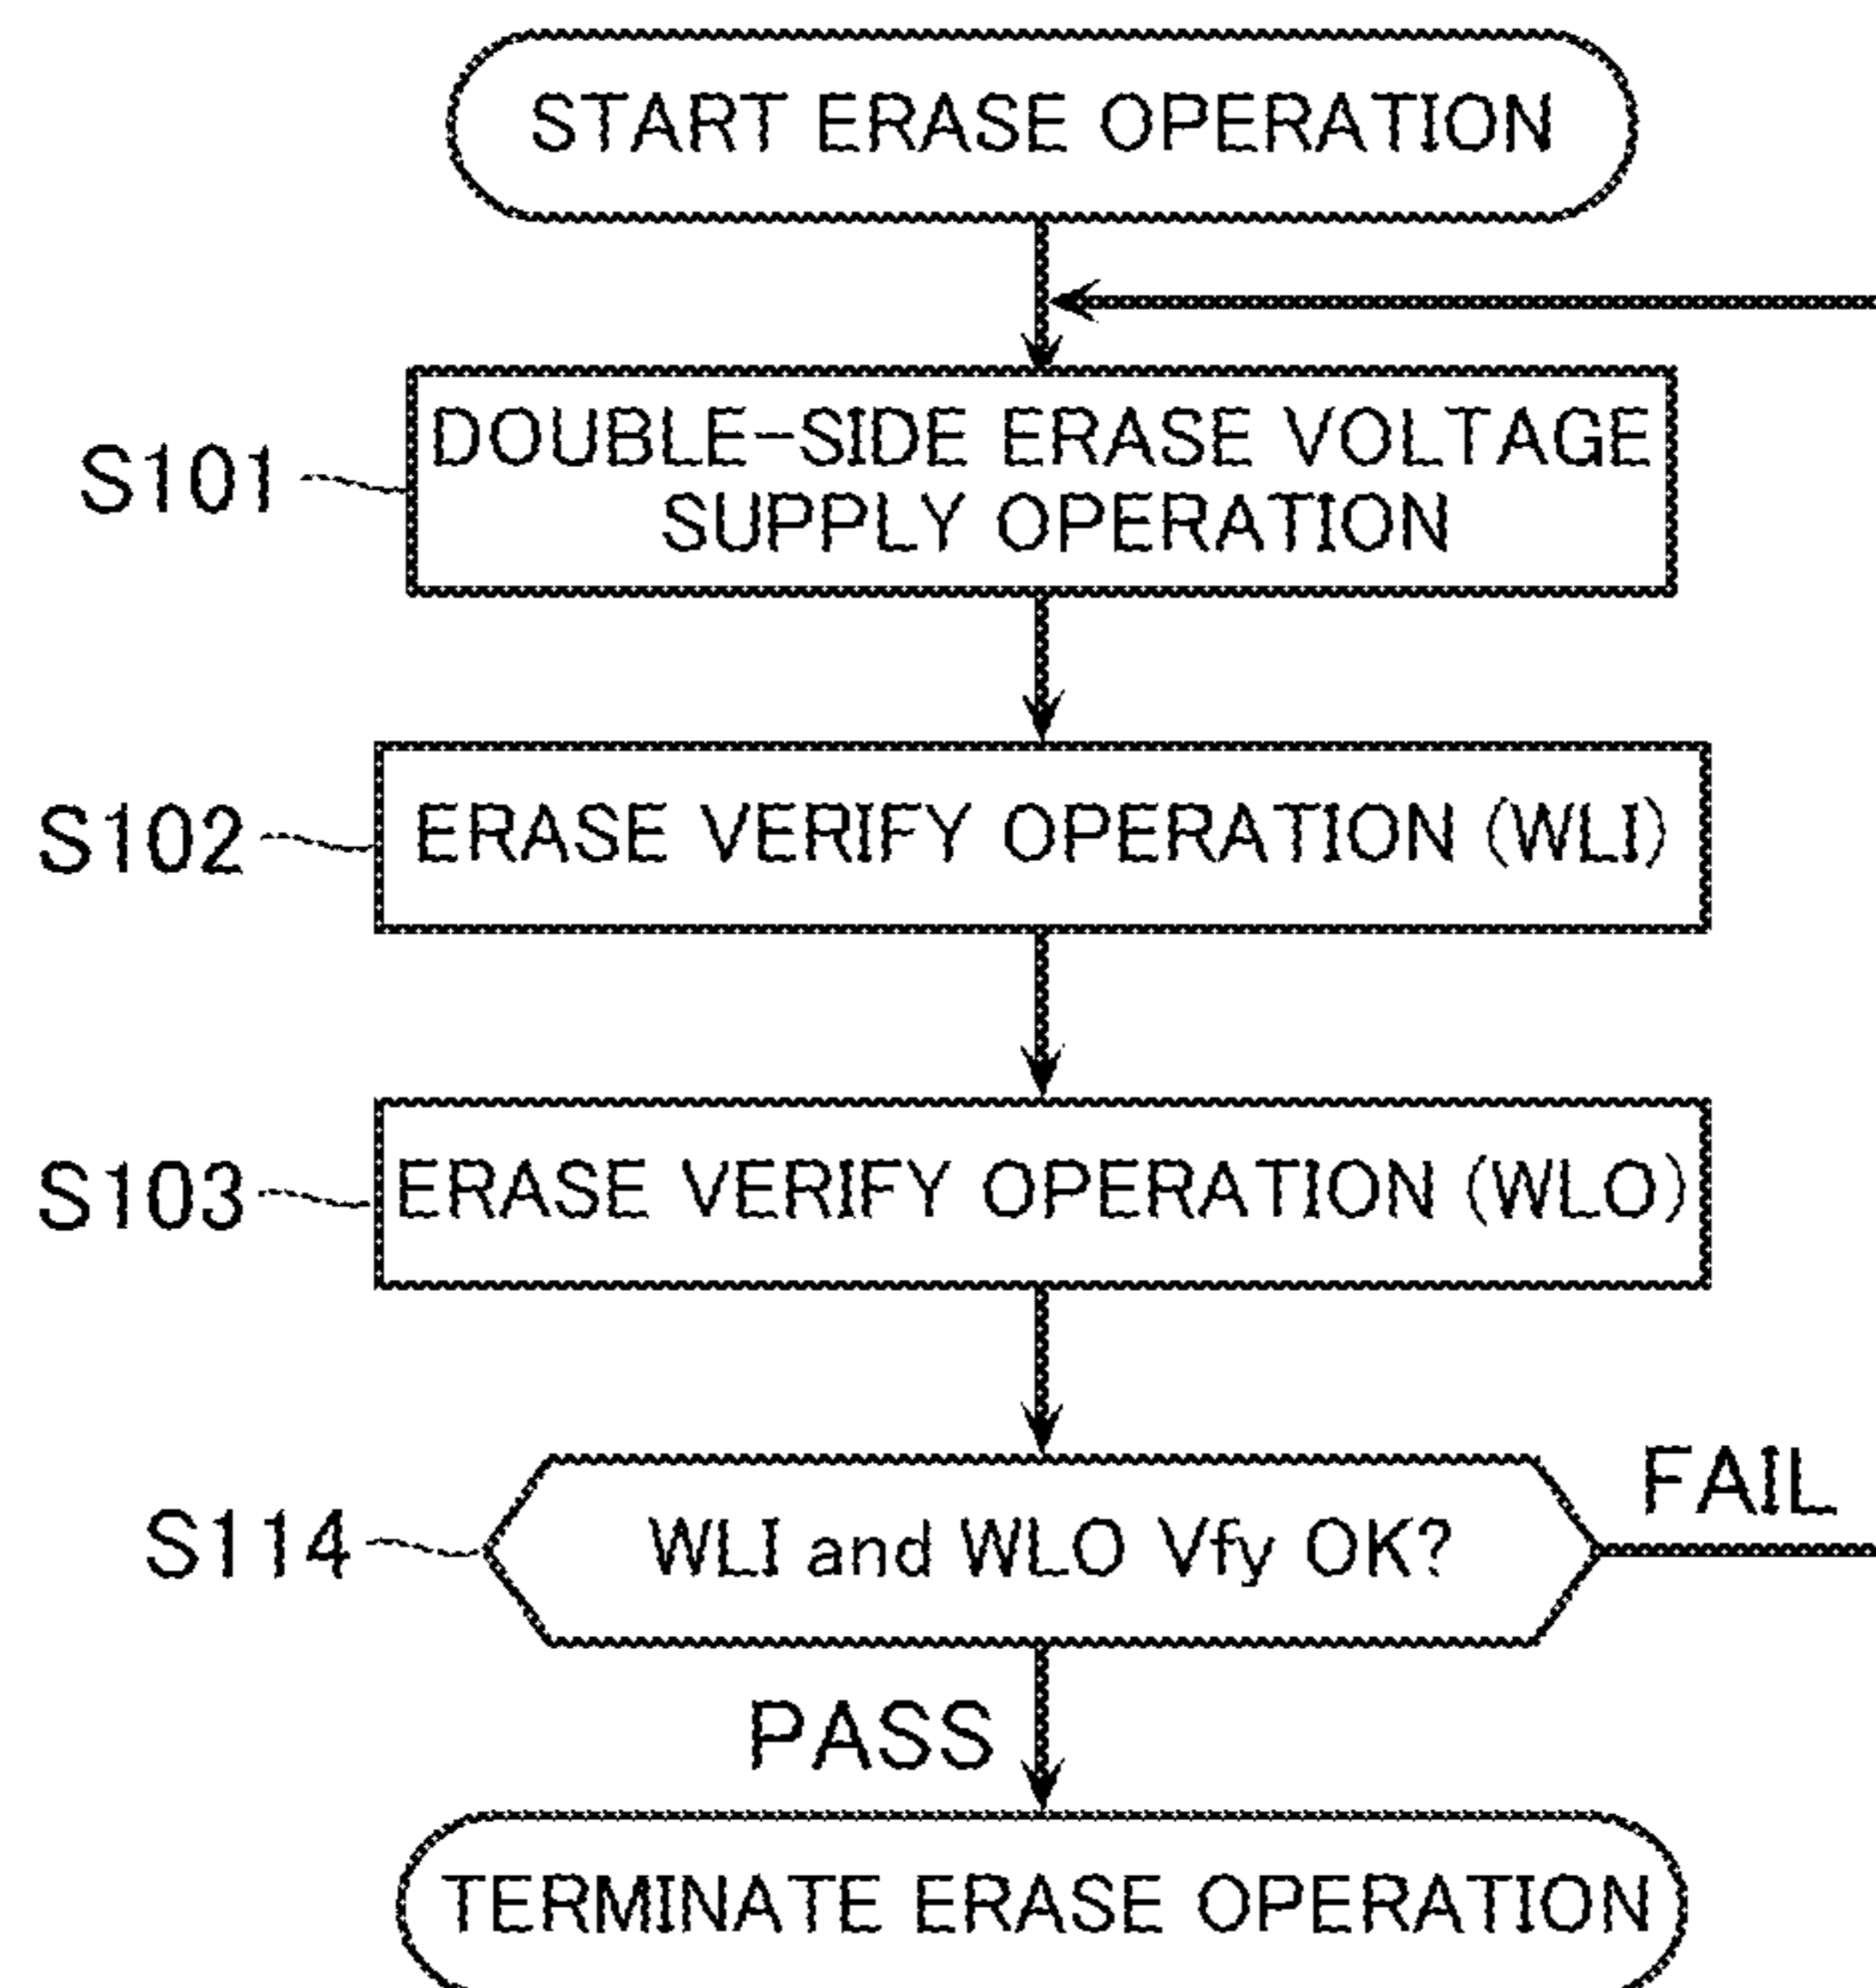 START ERASE OPERATION
S101
DOUBLE-SIDE ERASE VOLTAGE
SUPPLY OPERATION
S102
ERASE VERIFY OPERATION (WLI)
S103
ERASE VERIFY OPERATION (WLO)
S114
WLI and WLO Vfy OK?
FAIL
PASS
TERMINATE ERASE OPERATION